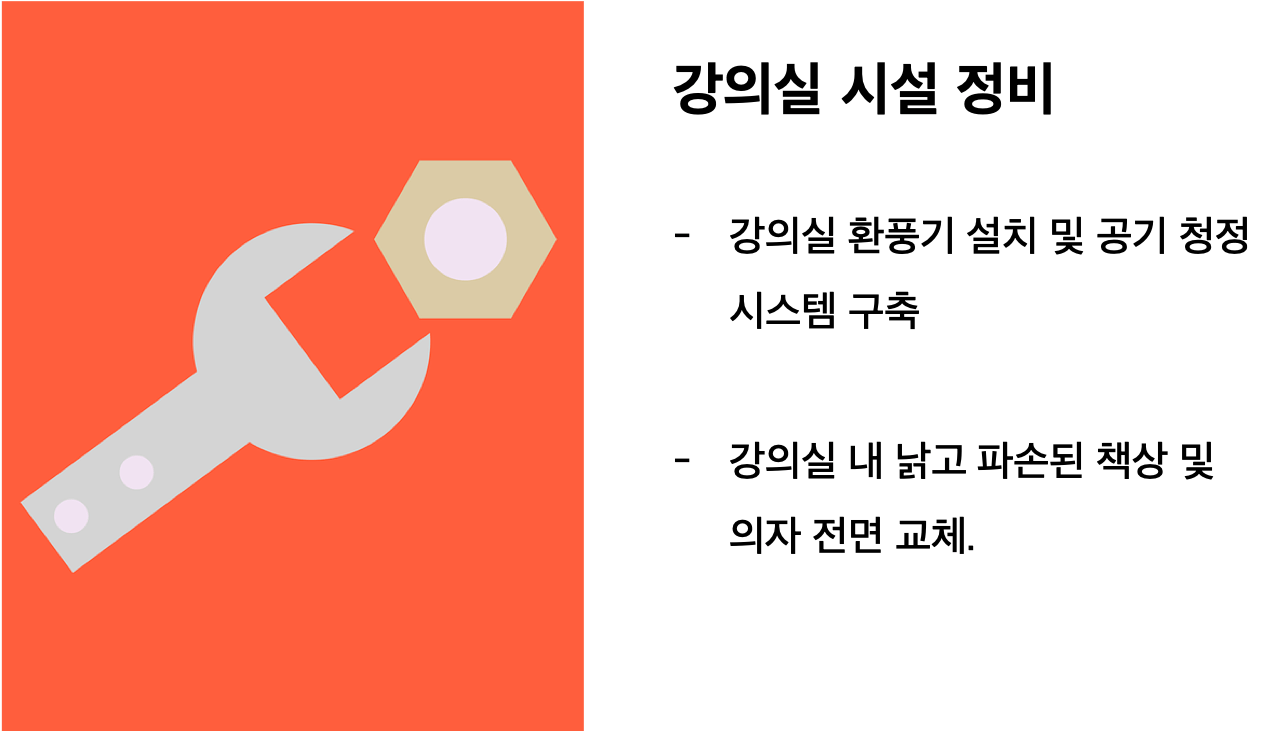 강의실 시설 정비
- 강의실 환풍기 설치 및 공기 청정
시스템 구축
- 강의실 내 낡고 파손된 책상 및
의자 전면 교체.